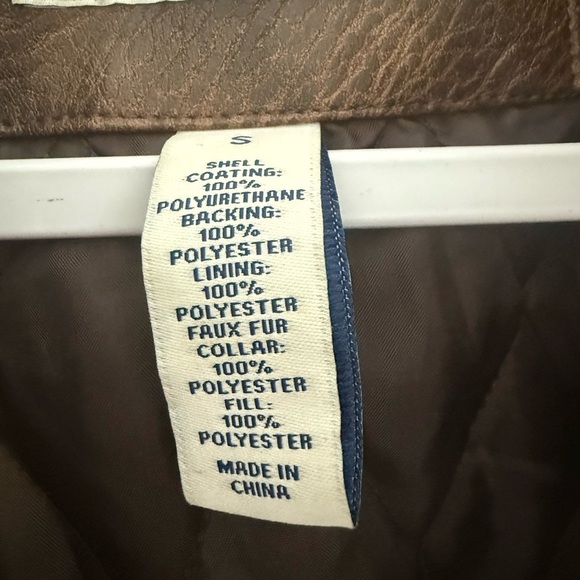 S
SHELL
COATING:
100%
POLYURETHANE
BACKING:
100%
POLYESTER
LINING:
100%
POLYESTER
FAUX FUR
COLLAR:
100%
POLYESTER
FILL:
100%
POLYESTER
MADE IN
CHINA